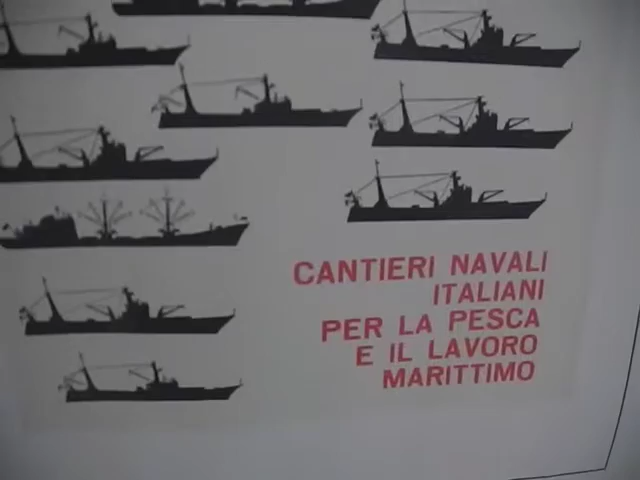 CANTIERI NAVALI
ITALIANI
PER LA PESCA
E IL LAVORO
MARITTIMO